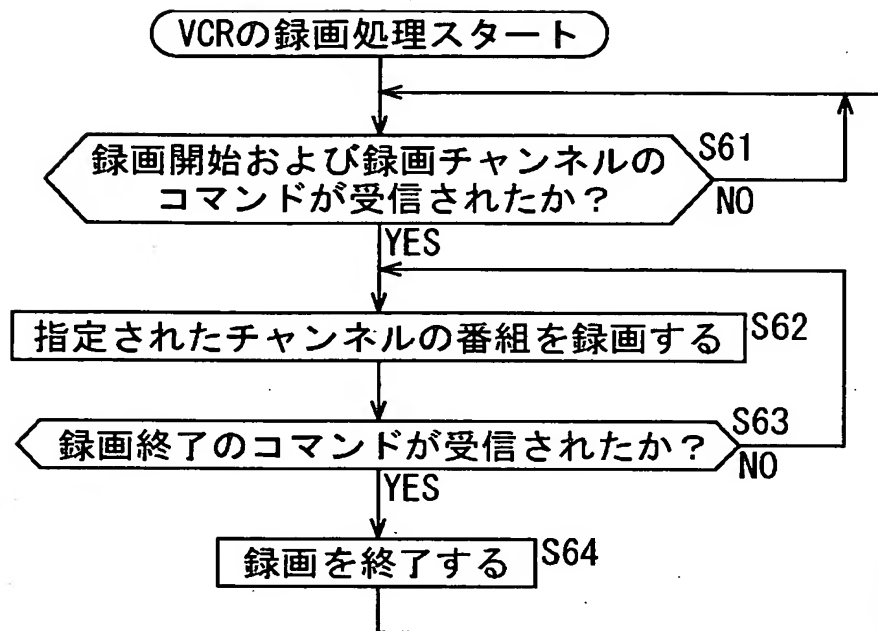 VCRの録画処理スタート
録画開始および録画チャンネルの
コマンドが受信されたか？
S61
NO
YES
指定されたチャンネルの番組を録画する
S62
録画終了のコマンドが受信されたか？
S63
NO
YES
録画を終了する
S64